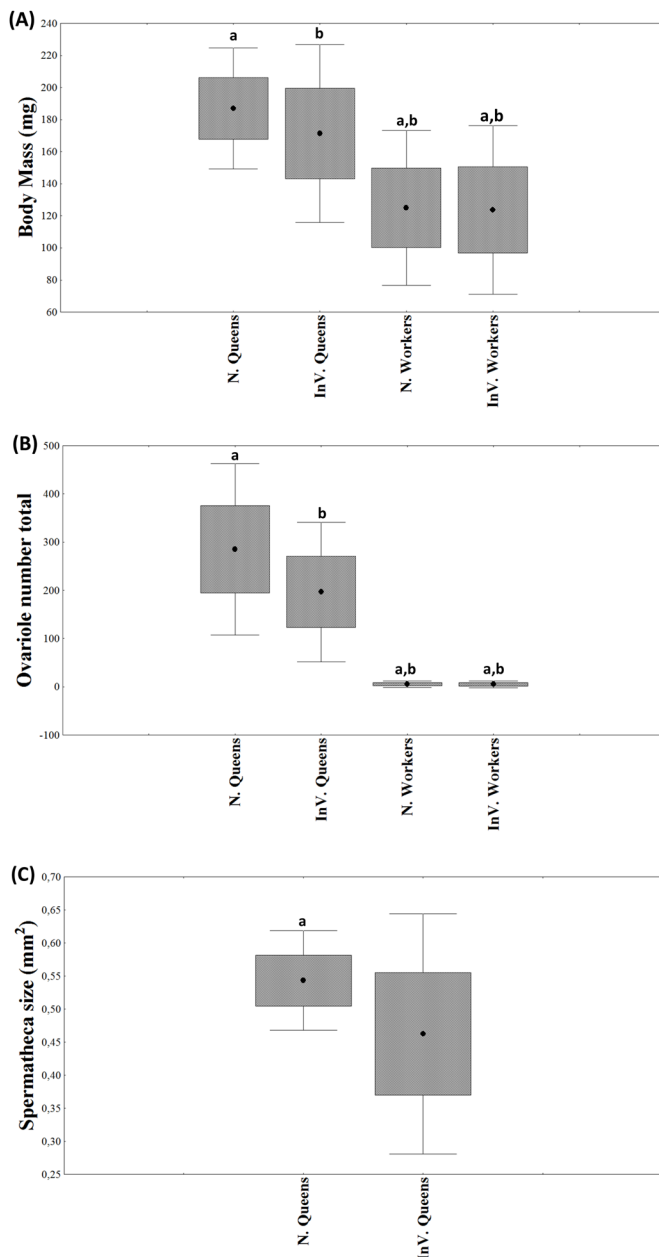 (A)
Body Mass (mg)
240
220
200
180
160
140
120
100
80
60
a
b
a,b
a,b
N. Queens
InV. Queens
N. Workers
InV. Workers
(B)
Ovariole number total
500
400
300
200
100
0
-100
a
b
a,b
a,b
N. Queens
InV. Queens
N. Workers
InV. Workers
(C)
Spermatheca size (mm²)
0,70
0,65
0,60
0,55
0,50
0,45
0,40
0,35
0,30
0,25
a
N. Queens
InV. Queens